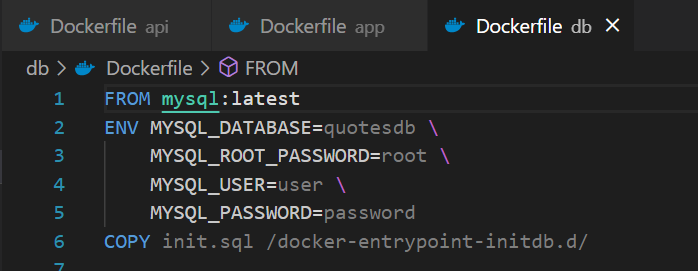 Dockerfile api Dockerfile app Dockerfile db
db > Dockerfile > FROM
1 FROM mysql:latest
2 ENV MYSQL_DATABASE=quotesdb \
3 MYSQL_ROOT_PASSWORD=root \
4 MYSQL_USER=user \
5 MYSQL_PASSWORD=password
6 COPY init.sql /docker-entrypoint-initdb.d/
7